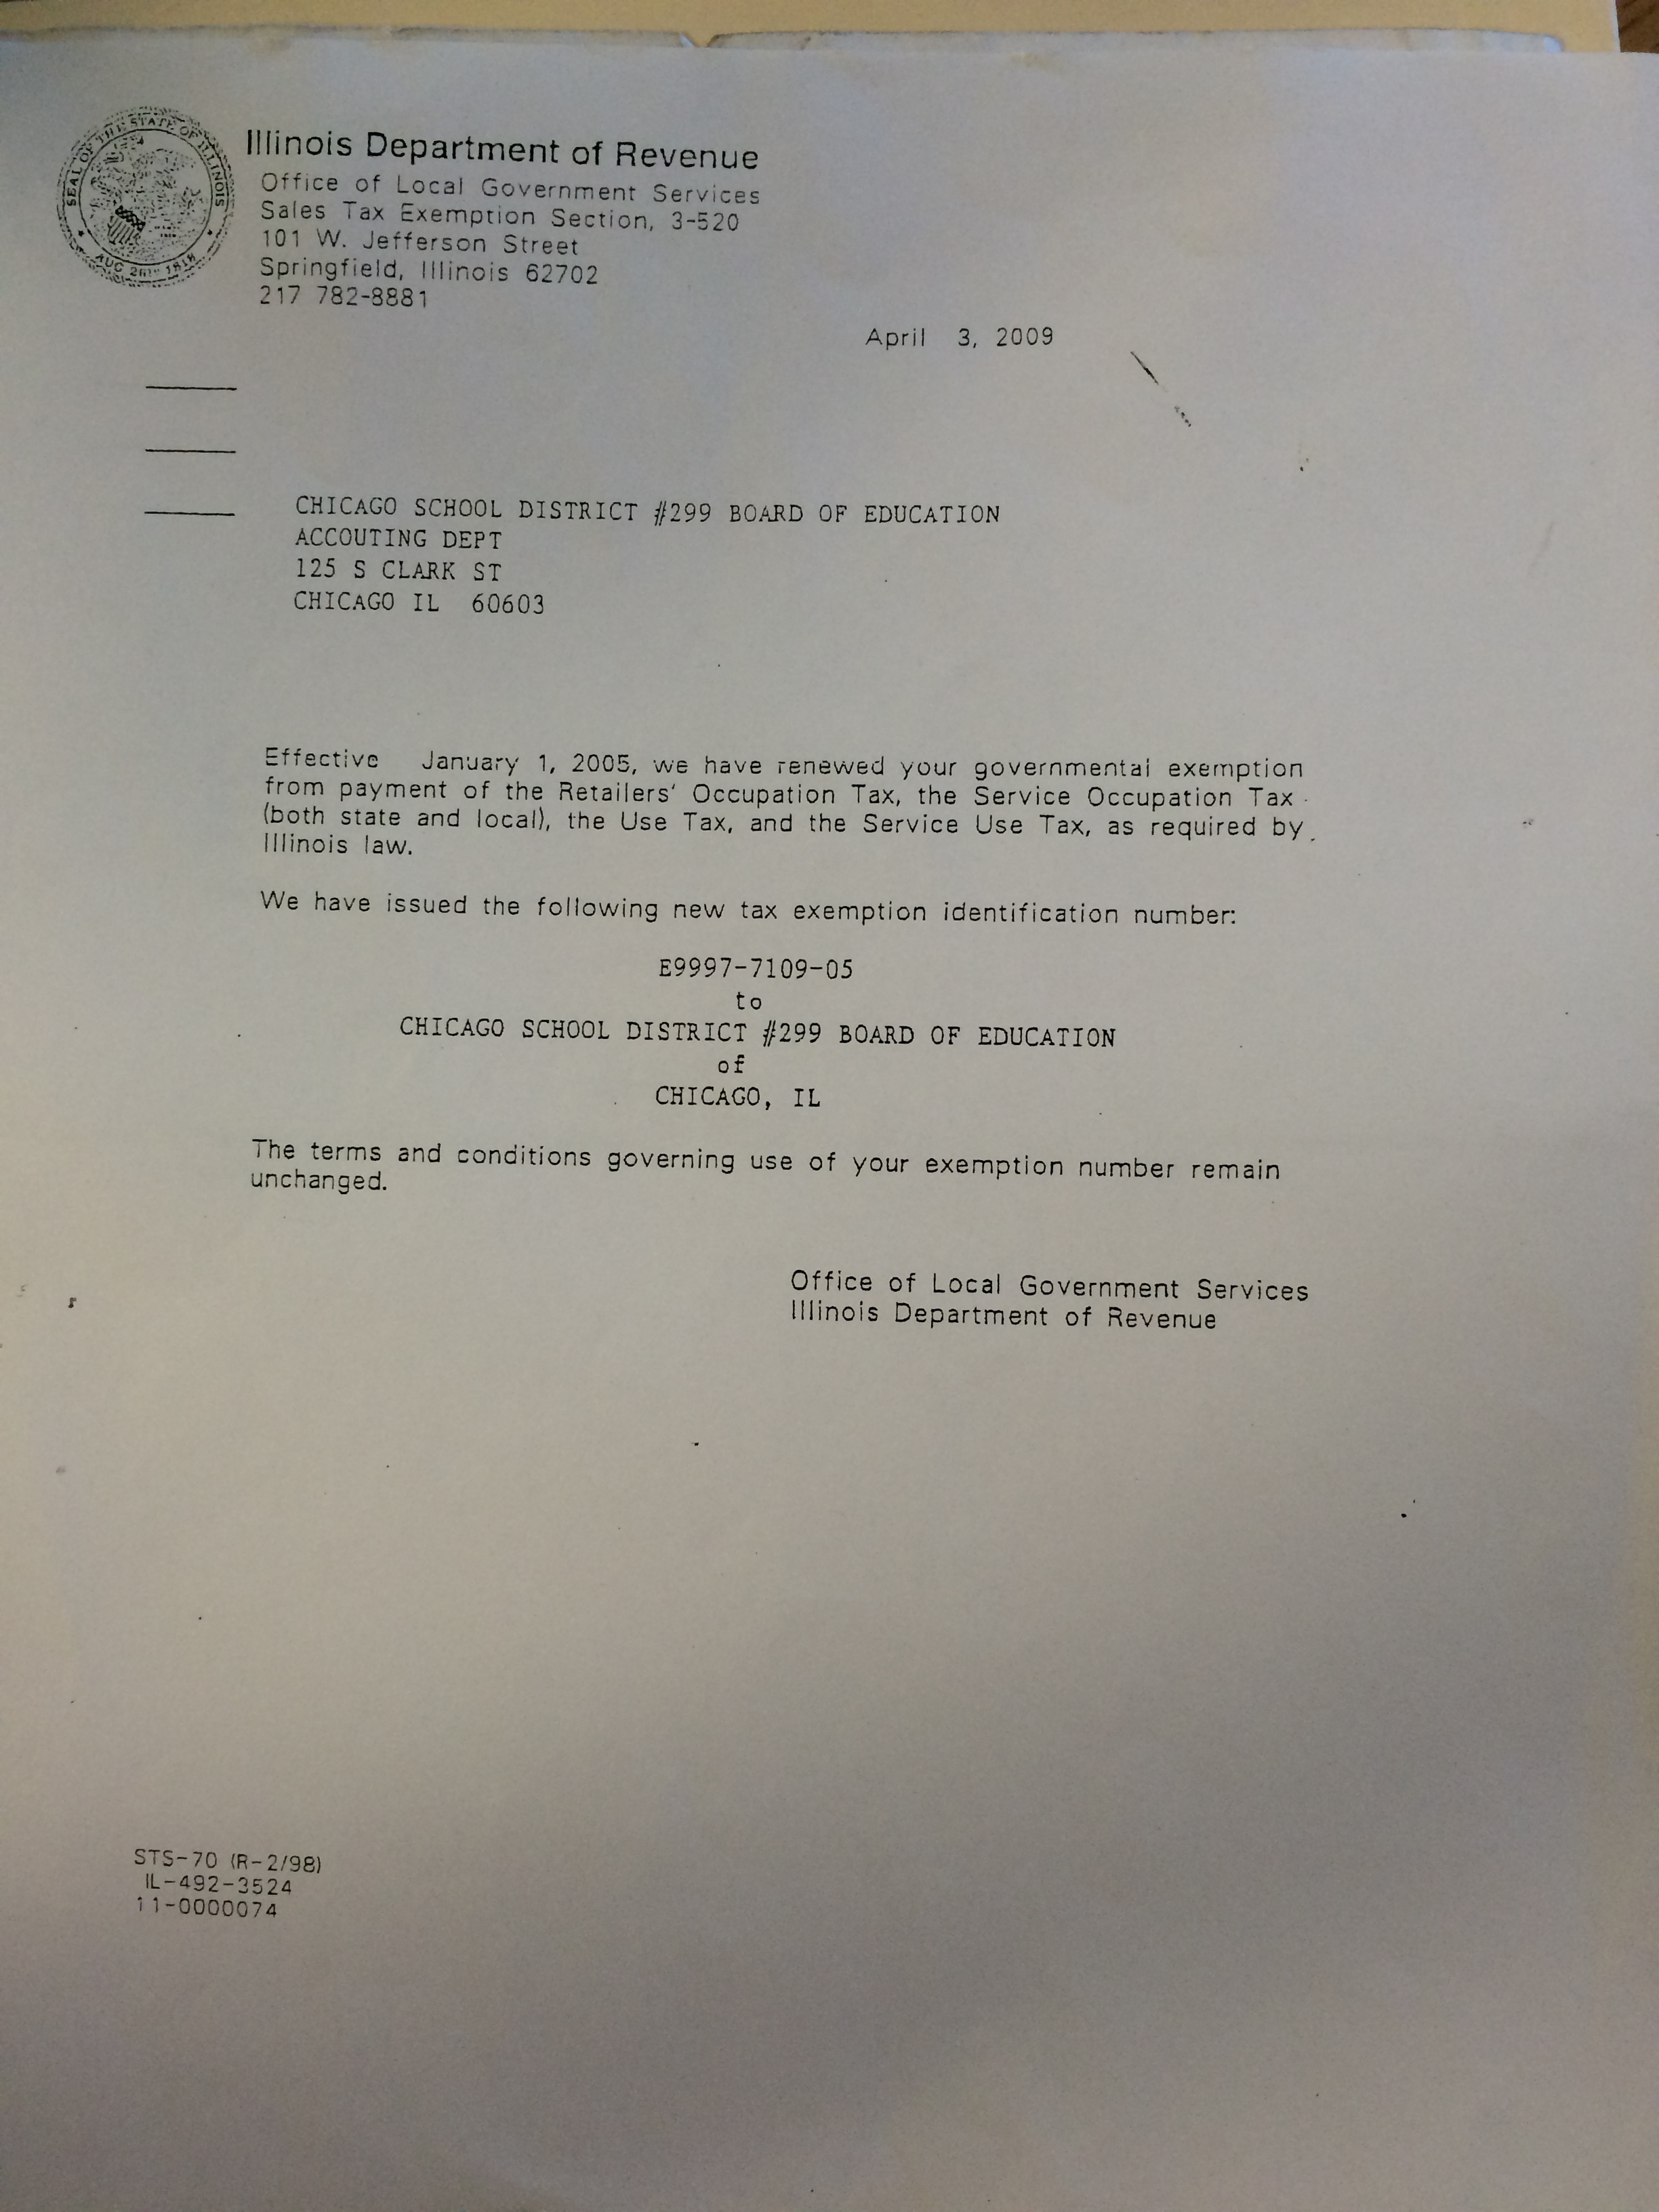 SEAL OF THE STATE OF ILLINOIS
AUG 26TH 1818
Illinois Department of Revenue
Office of Local Government Services
Sales Tax Exemption Section, 3-520
101 W. Jefferson Street
Springfield, Illinois 62702
217 782-8881
April 3, 2009
CHICAGO SCHOOL DISTRICT #299 BOARD OF EDUCATION
ACCOUTING DEPT
125 S CLARK ST
CHICAGO IL 60603
Effective January 1, 2005, we have renewed your governmental exemption
from payment of the Retailers' Occupation Tax, the Service Occupation Tax
(both state and local), the Use Tax, and the Service Use Tax, as required by
Illinois law.
We have issued the following new tax exemption identification number:
E9997-7109-05
to
CHICAGO SCHOOL DISTRICT #299 BOARD OF EDUCATION
of
CHICAGO, IL
The terms and conditions governing use of your exemption number remain
unchanged.
Office of Local Government Services
Illinois Department of Revenue
STS-70 (R-2/98)
IL-492-3524
11-0000074